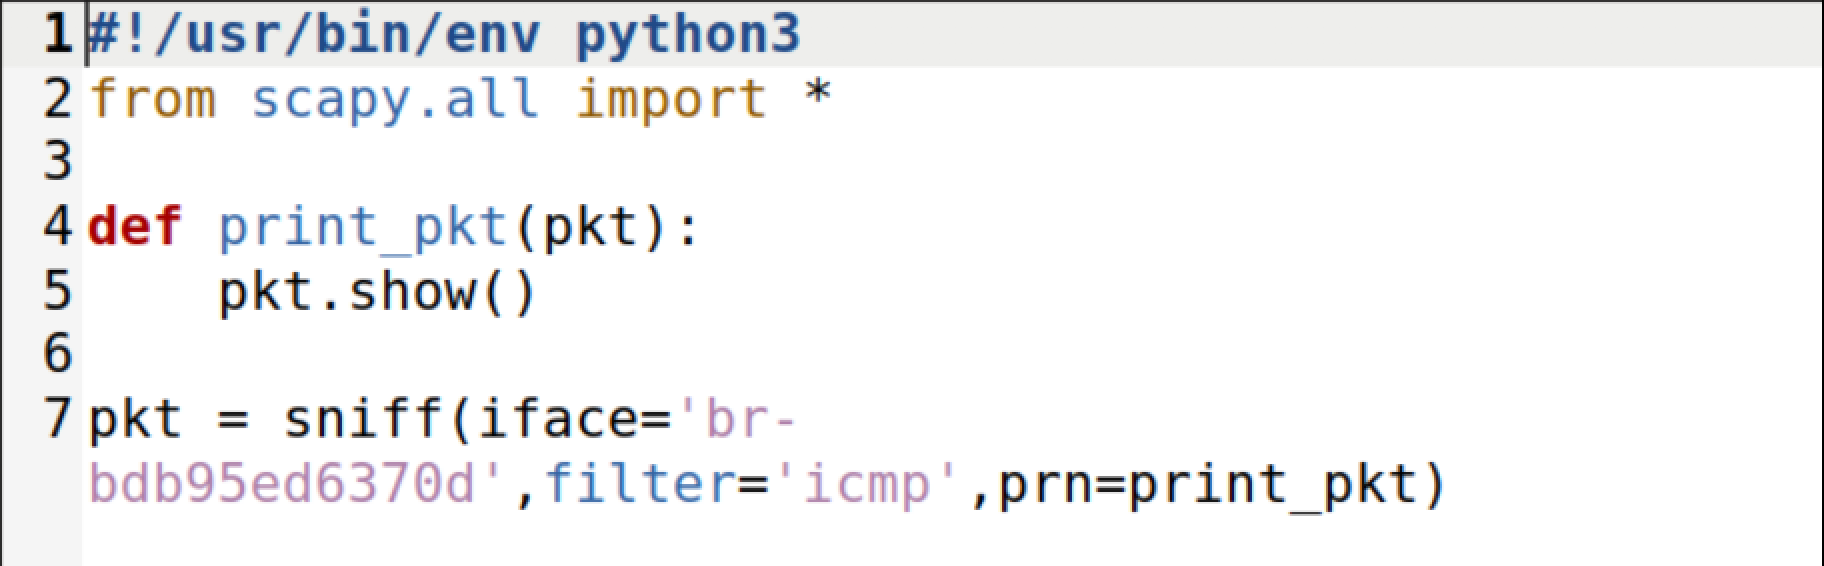 1 #!/usr/bin/env python3
2 from scapy.all import *
3
4 def print_pkt(pkt):
5     pkt.show()
6
7 pkt = sniff(iface='br-
bdb95ed6370d',filter='icmp',prn=print_pkt)